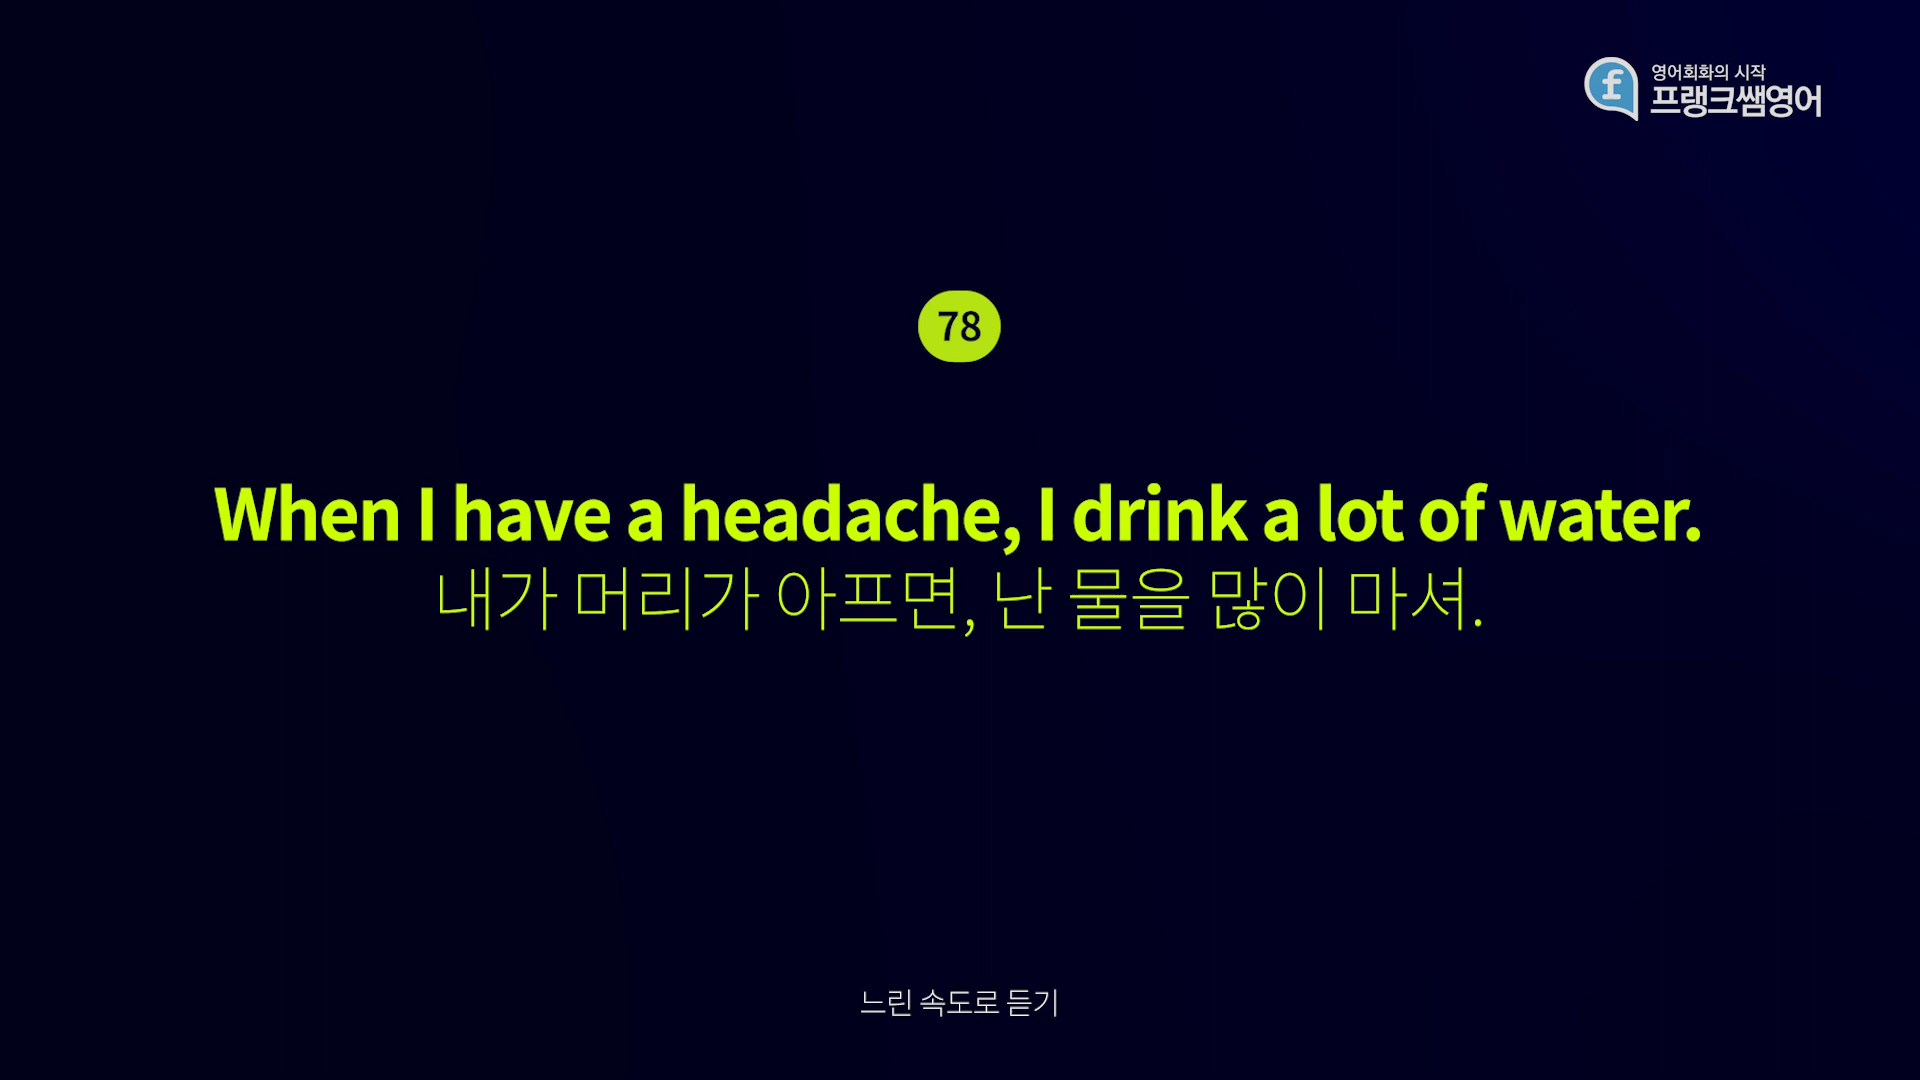 영어회화의 시작
프랭크쌤영어
78
When I have a headache, I drink a lot of water.
내가 머리가 아프면, 난 물을 많이 마셔.
느린 속도로 듣기